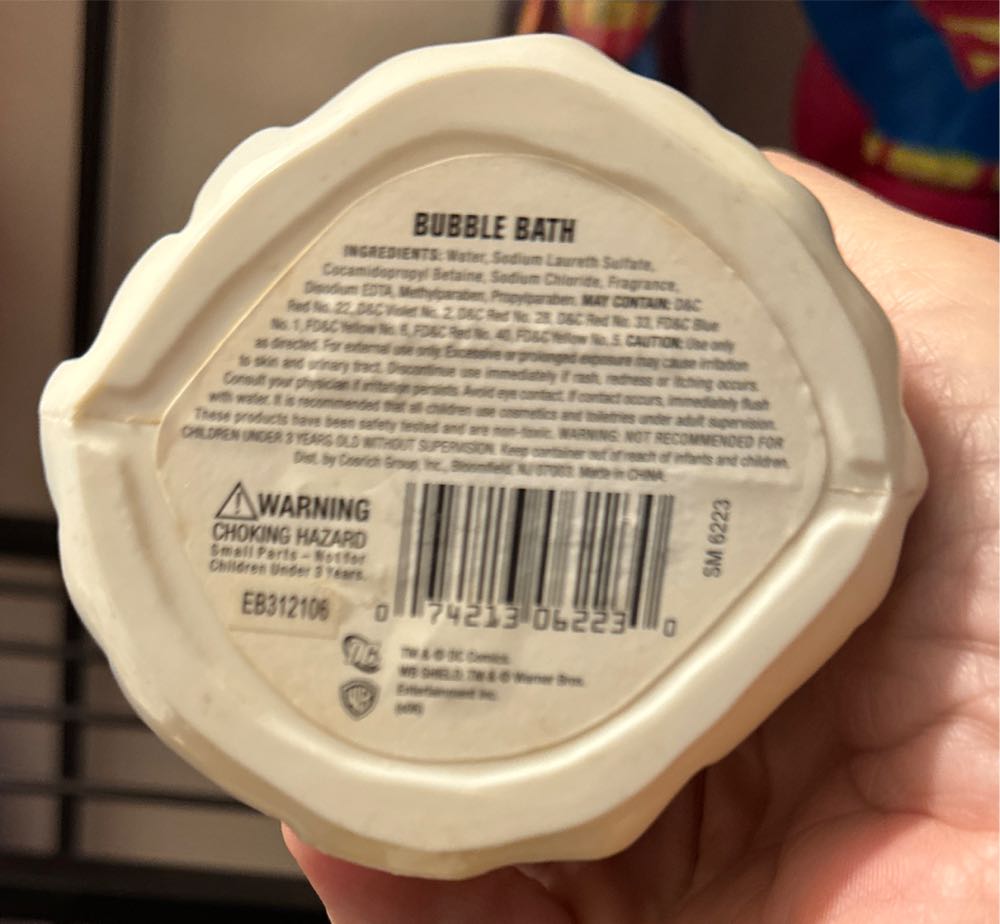 BUBBLE BATH
INGREDIENTS: Water, Sodium Laureth Sulfate,
Cocamidopropyl Betaine, Sodium Chloride, Fragrance,
Disodium EDTA, Methylparaben, Propylparaben. MAY CONTAIN: D&C
Red No. 22, D&C Violet No. 2, D&C Red No. 28, D&C Red No. 33, FD&C Blue
No. 1, FD&C Yellow No. 6, FD&C Red No. 40, FD&C Yellow No. 5. CAUTION: Use only
as directed. For external use only. Excessive or prolonged exposure may cause irritation
to skin and urinary tract. Discontinue use immediately if rash, redness or itching occurs.
Consult your physician if irritation persists. Avoid eye contact. If contact occurs, immediately flush
with water. It is recommended that all children use cosmetics and toiletries under adult supervision.
These products have been safety tested and are non-toxic. WARNING: NOT RECOMMENDED FOR
CHILDREN UNDER 3 YEARS OLD WITHOUT SUPERVISION. Keep container out of reach of infants and children.
Dist. by Cosrich Group, Inc., Bloomfield, NJ 07003 Made in CHINA
WARNING
CHOKING HAZARD
Small Parts - Not for
Children Under 3 Years.
EB312106
0 74213 06223 0
SM 6223
DC
TM & © DC Comics.
WB
WB SHIELD: TM & © Warner Bros.
Entertainment Inc.